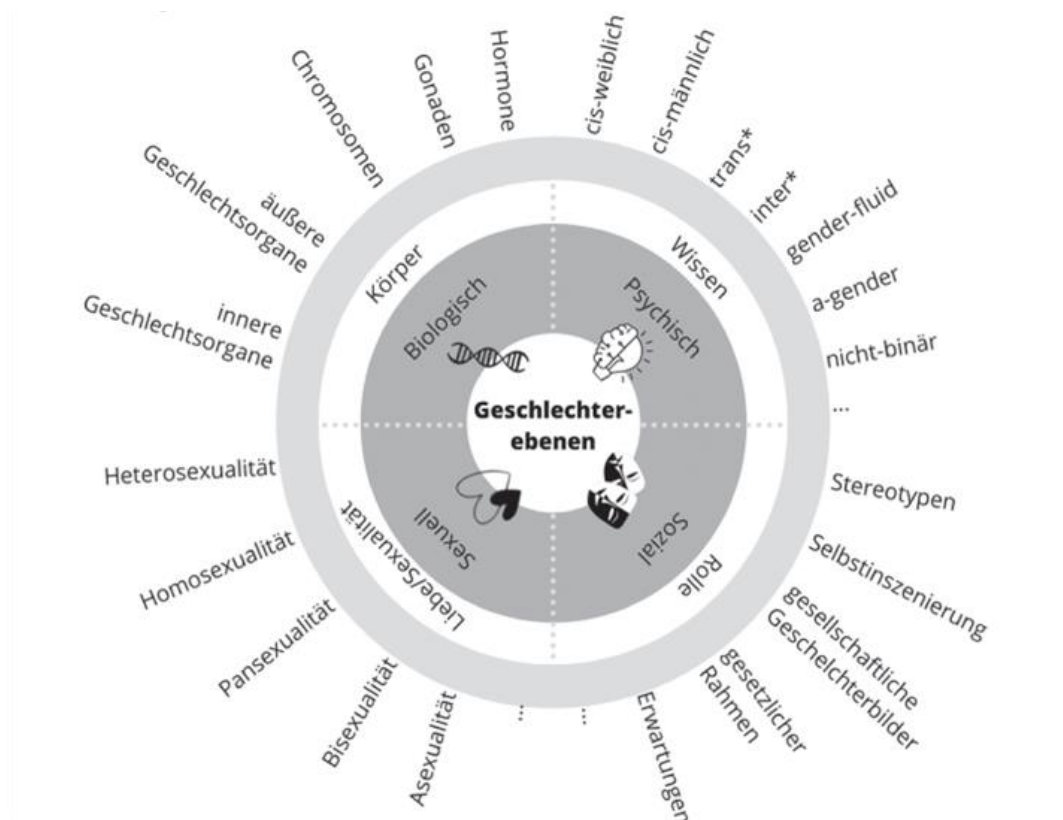 Geschlechter-
ebenen
Biologisch
Körper
innere
Geschlechtsorgane
äußere
Geschlechtsorgane
Chromosomen
Gonaden
Hormone
Psychisch
Wissen
cis-weiblich
cis-männlich
trans*
inter*
gender-fluid
a-gender
nicht-binär
...
Sozial
Rolle
Stereotypen
Selbstinszenierung
gesellschaftliche
Geschelchterbilder
gesetzlicher
Rahmen
Erwartungen
...
Sexuell
Liebe/Sexualität
Heterosexualität
Homosexualität
Pansexualität
Bisexualität
Asexualität
...